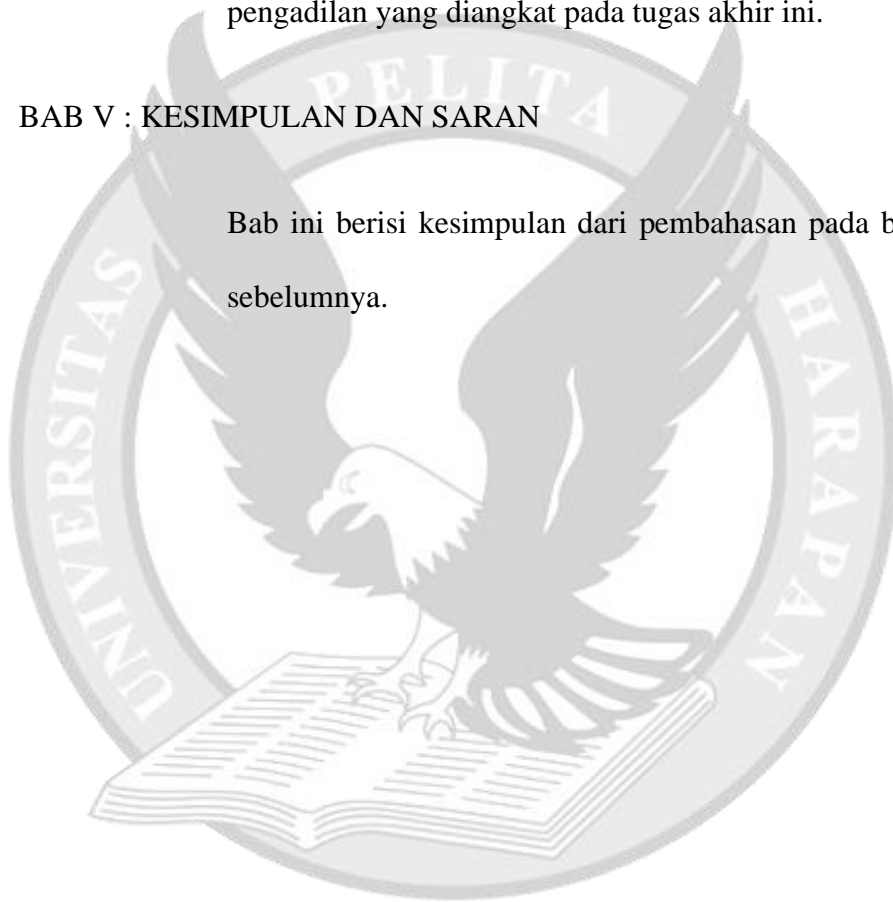 pengadilan yang diangkat pada tugas akhir ini.
BAB V : KESIMPULAN DAN SARAN
Bab ini berisi kesimpulan dari pembahasan pada
sebelumnya.
UNIVERSITAS PELITA HARAPAN